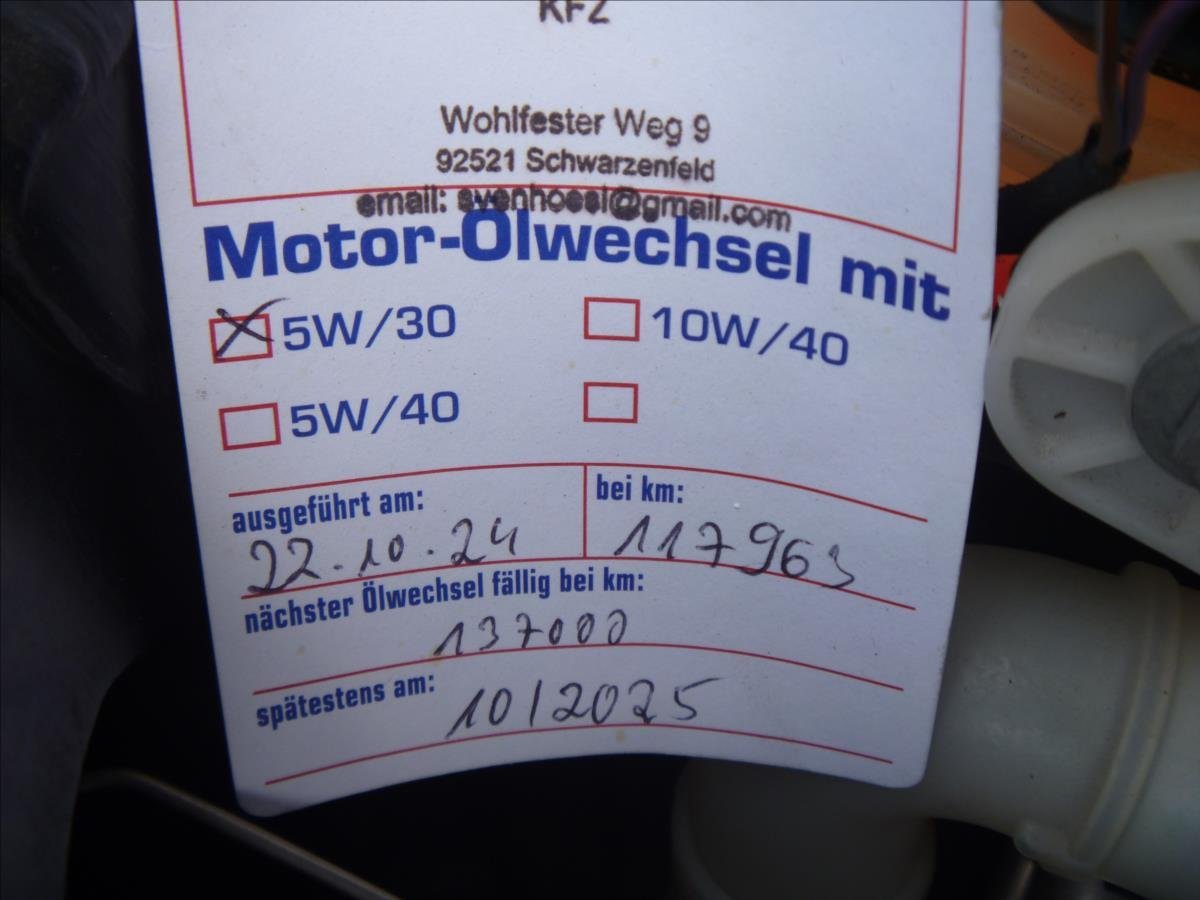 KFZ
Wohlfester Weg 9
92521 Schwarzenfeld
email: svenhoesl@gmail.com
Motor-Ölwechsel mit
5W/30
10W/40
5W/40
ausgeführt am:
22.10.24
bei km:
117963
nächster Ölwechsel fällig bei km:
137000
spätestens am:
10/2025